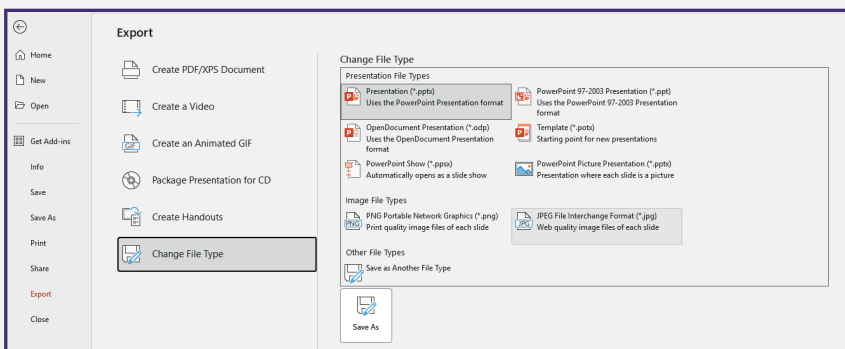 Export
Home
New
Open
Get Add-ins
Info
Save
Save As
Print
Share
Export
Close
Create PDF/XPS Document
Create a Video
GIF
Create an Animated GIF
Package Presentation for CD
Create Handouts
Change File Type
Change File Type
Presentation File Types
Presentation (*.pptx)
Uses the PowerPoint Presentation format
PowerPoint 97-2003 Presentation (*.ppt)
Uses the PowerPoint 97-2003 Presentation
format
OpenDocument Presentation (*.odp)
Uses the OpenDocument Presentation
format
Template (*.potx)
Starting point for new presentations
PowerPoint Show (*.ppsx)
Automatically opens as a slide show
PowerPoint Picture Presentation (*.pptx)
Presentation where each slide is a picture
Image File Types
PNG
PNG Portable Network Graphics (*.png)
Print quality image files of each slide
JPG
JPEG File Interchange Format (*.jpg)
Web quality image files of each slide
Other File Types
Save as Another File Type
Save As